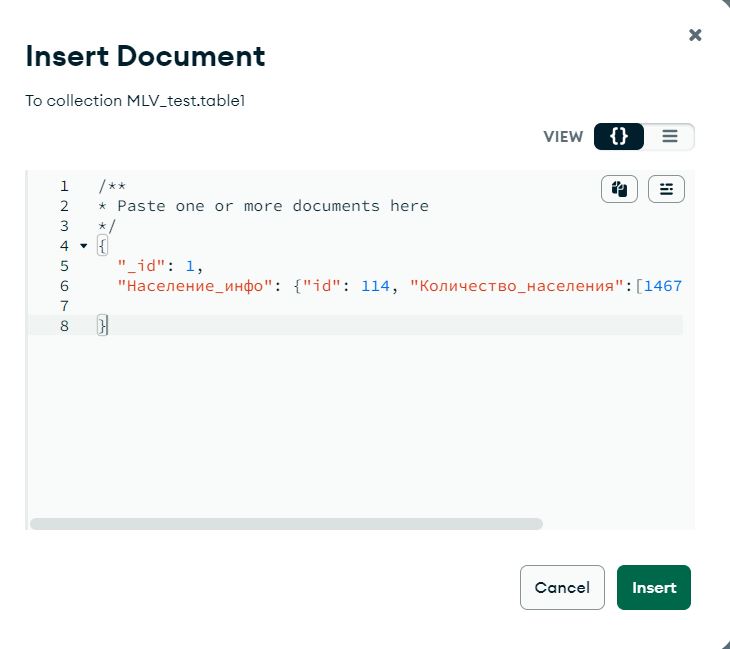 Insert Document
To collection MLV_test.table1
VIEW {}
1 /**
2 * Paste one or more documents here
3 */
4 {
5 "_id": 1,
6 "Население_инфо": {"id": 114, "Количество_населения":[1467
7
8 }
Cancel Insert